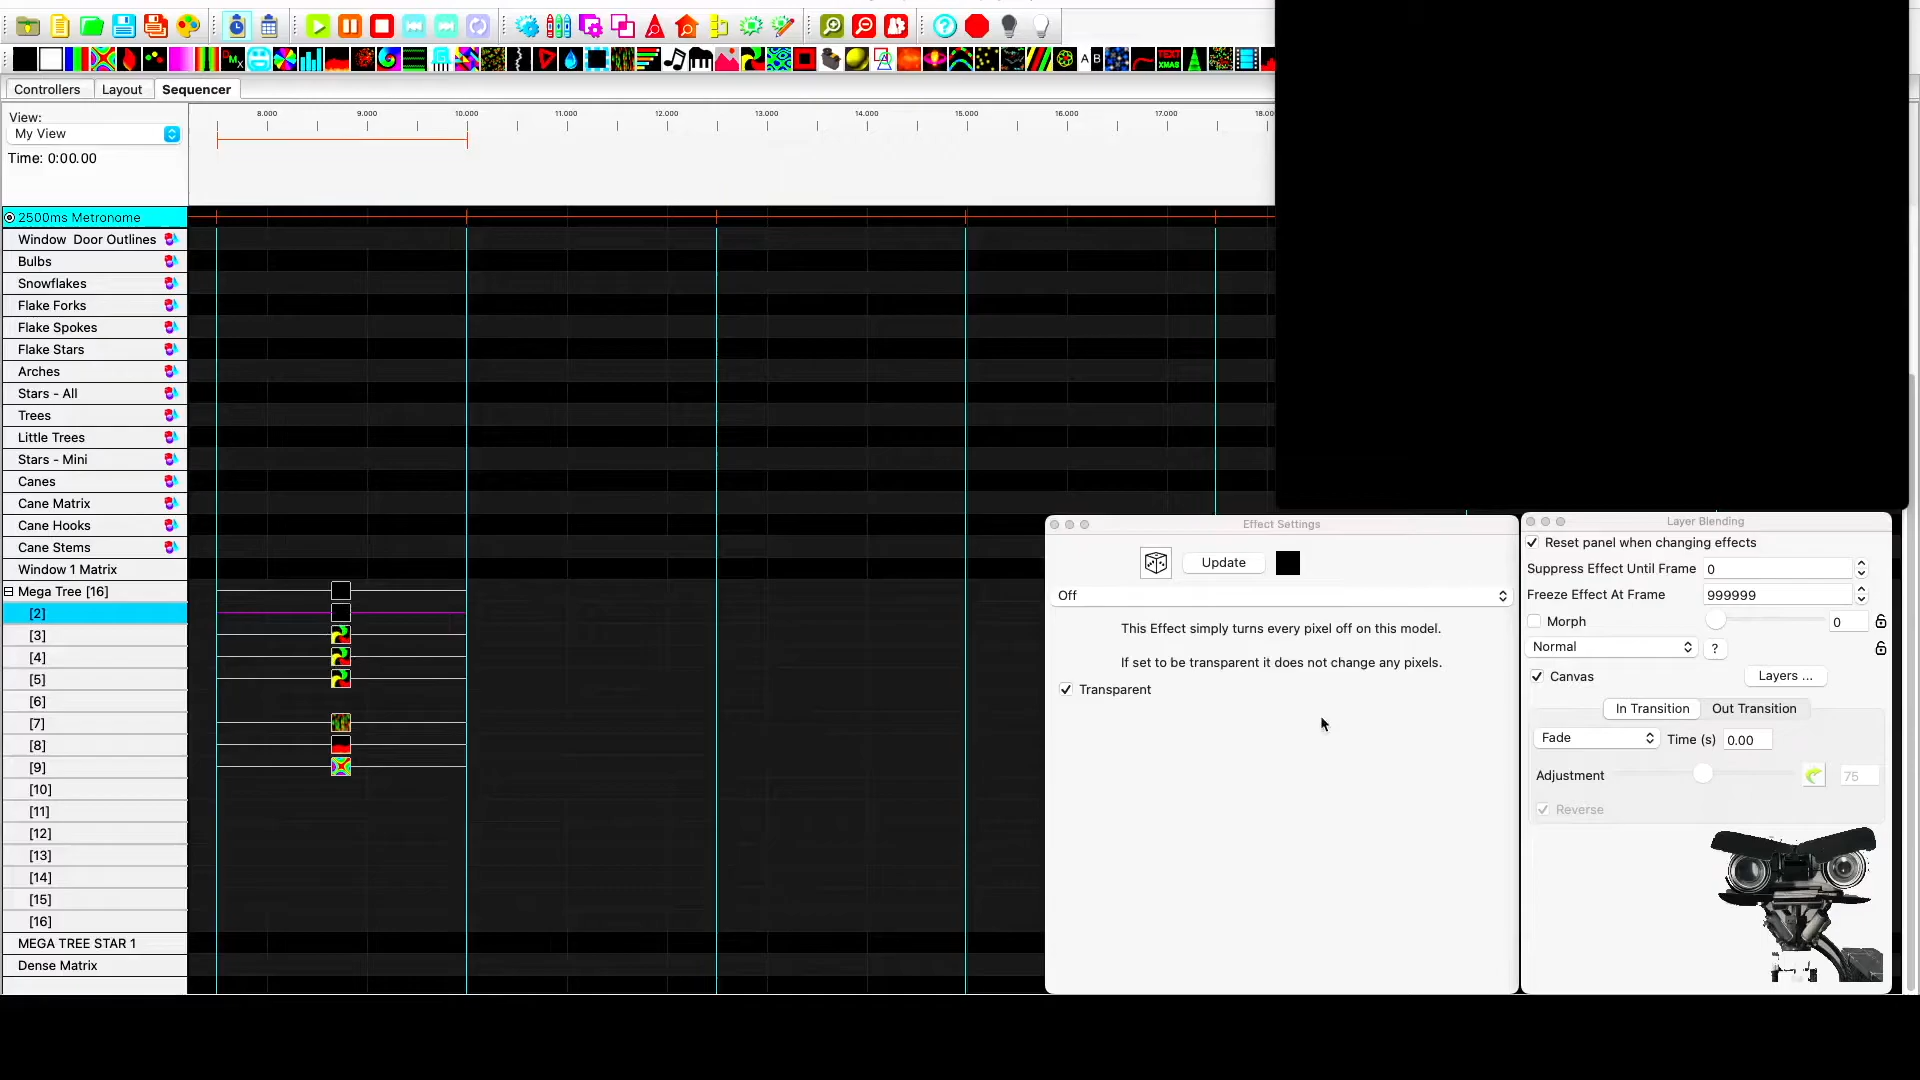 Controllers Layout Sequencer
View:
My View
Time: 0:00.00
8.000 9.000 10.000 11.000 12.000 13.000 14.000 15.000 16.000 17.000 18.00
2500ms Metronome
Window Door Outlines
Bulbs
Snowflakes
Flake Forks
Flake Spokes
Flake Stars
Arches
Stars - All
Trees
Little Trees
Stars - Mini
Canes
Cane Matrix
Cane Hooks
Cane Stems
Window 1 Matrix
Mega Tree [16]
[2]
[3]
[4]
[5]
[6]
[7]
[8]
[9]
[10]
[11]
[12]
[13]
[14]
[15]
[16]
MEGA TREE STAR 1
Dense Matrix
Effect Settings
Update
Off
This Effect simply turns every pixel off on this model.
If set to be transparent it does not change any pixels.
Transparent
Layer Blending
Reset panel when changing effects
Suppress Effect Until Frame 0
Freeze Effect At Frame 999999
Morph 0
Normal ?
Canvas Layers ...
In Transition Out Transition
Fade Time (s) 0.00
Adjustment 75
Reverse